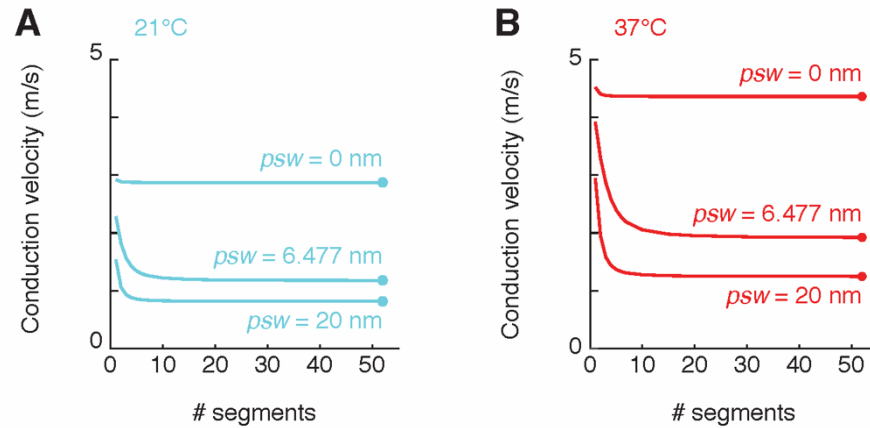 A
21°C
5
Conduction velocity (m/s)
psw = 0 nm
psw = 6.477 nm
psw = 20 nm
0
0 10 20 30 40 50
# segments
B
37°C
5
Conduction velocity (m/s)
psw = 0 nm
psw = 6.477 nm
psw = 20 nm
0
0 10 20 30 40 50
# segments